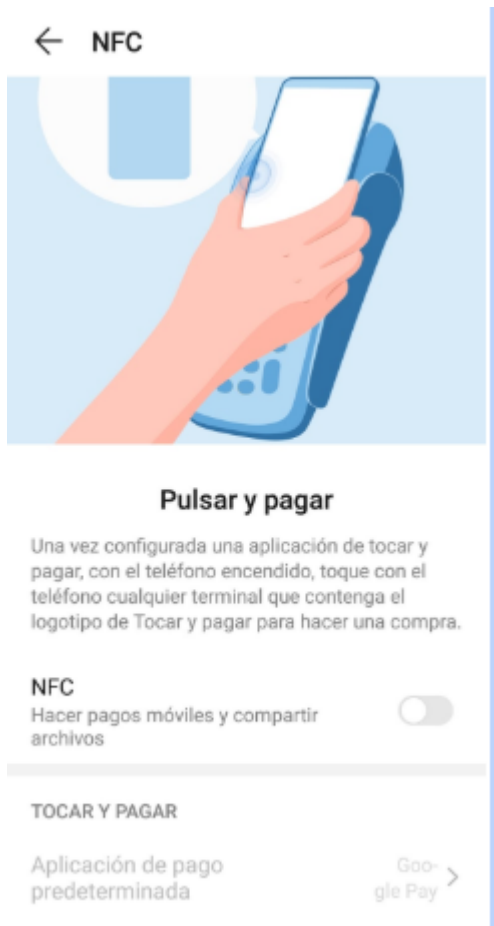 NFC
Pulsar y pagar
Una vez configurada una aplicación de tocar y
pagar, con el teléfono encendido, toque con el
teléfono cualquier terminal que contenga el
logotipo de Tocar y pagar para hacer una compra.
NFC
Hacer pagos móviles y compartir
archivos
TOCAR Y PAGAR
Aplicación de pago
predeterminada
Goo-
gle Pay